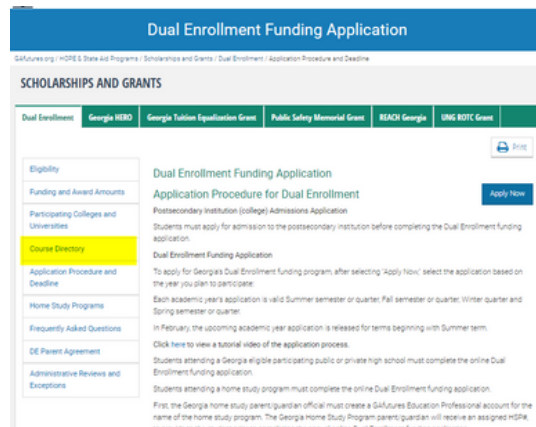 Dual Enrollment Funding Application
GAfutures.org / HOPE & State Aid Programs / Scholarships and Grants / Dual Enrollment / Application Procedure and Deadline
SCHOLARSHIPS AND GRANTS
Dual Enrollment Georgia HERO Georgia Tuition Equalization Grant Public Safety Memorial Grant REACH Georgia UNG ROTC Grant
Print
Eligibility
Funding and Award Amounts
Participating Colleges and
Universities
Course Directory
Application Procedure and
Deadline
Home Study Programs
Frequently Asked Questions
DE Parent Agreement
Administrative Reviews and
Exceptions
Dual Enrollment Funding Application
Application Procedure for Dual Enrollment
Apply Now
Postsecondary Institution (college) Admissions Application
Students must apply for admission to the postsecondary institution before completing the Dual Enrollment funding
application.
Dual Enrollment Funding Application
To apply for Georgia's Dual Enrollment funding program, after selecting 'Apply Now,' select the application based on
the year you plan to participate:
Each academic year's application is valid Summer semester or quarter, Fall semester or quarter, Winter quarter and
Spring semester or quarter.
In February, the upcoming academic year application is released for terms beginning with Summer term.
Click here to view a tutorial video of the application process.
Students attending a Georgia eligible participating public or private high school must complete the online Dual
Enrollment funding application.
Students attending a home study program must complete the online Dual Enrollment funding application.
First, the Georgia home study parent/guardian official must create a GAfutures Education Professional account for the
name of the home study program. The Georgia Home Study Program parent/guardian will receive an assigned HSP#,